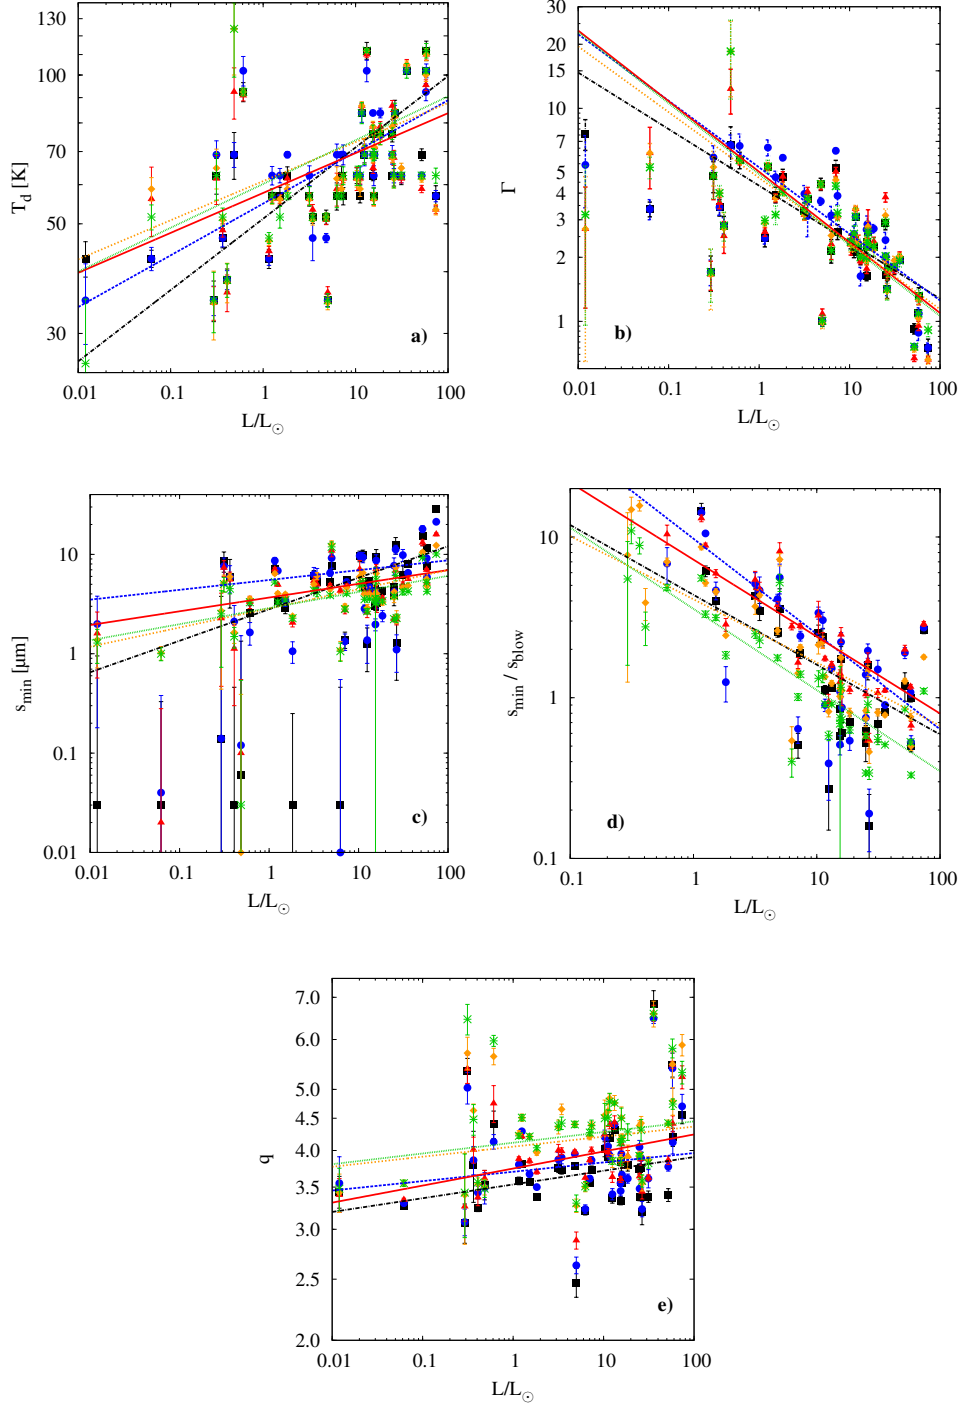 130
100
70
50
30
T_d [K]
a)
0.01 0.1 1 10 100
L/L☉
30
20
15
10
6
5
4
3
2
1
Γ
b)
0.01 0.1 1 10 100
L/L☉
10
1
0.1
0.01
s_min [µm]
c)
0.01 0.1 1 10 100
L/L☉
10
1
0.1
s_min / s_blow
d)
0.1 1 10 100
L/L☉
7.0
6.0
5.0
4.5
4.0
3.5
3.0
2.5
2.0
q
e)
0.01 0.1 1 10 100
L/L☉